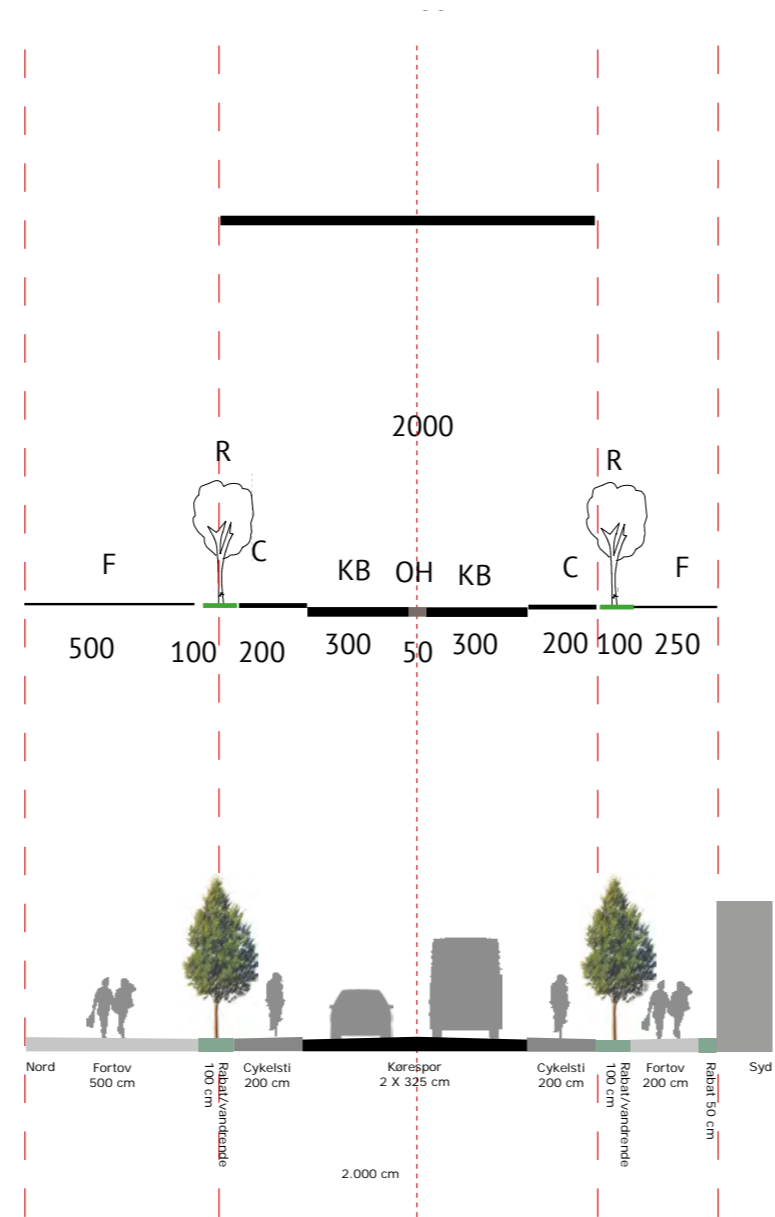 2000
R
R
F
C
KB
OH
KB
C
F
500
100
200
300
50
300
200
100
250
Nord
Fortov
500 cm
Rabat/vandrende
100 cm
Cykelsti
200 cm
Kørespor
2 X 325 cm
Cykelsti
200 cm
Rabat/vandrende
100 cm
Fortov
200 cm
Rabat 50 cm
Syd
2.000 cm